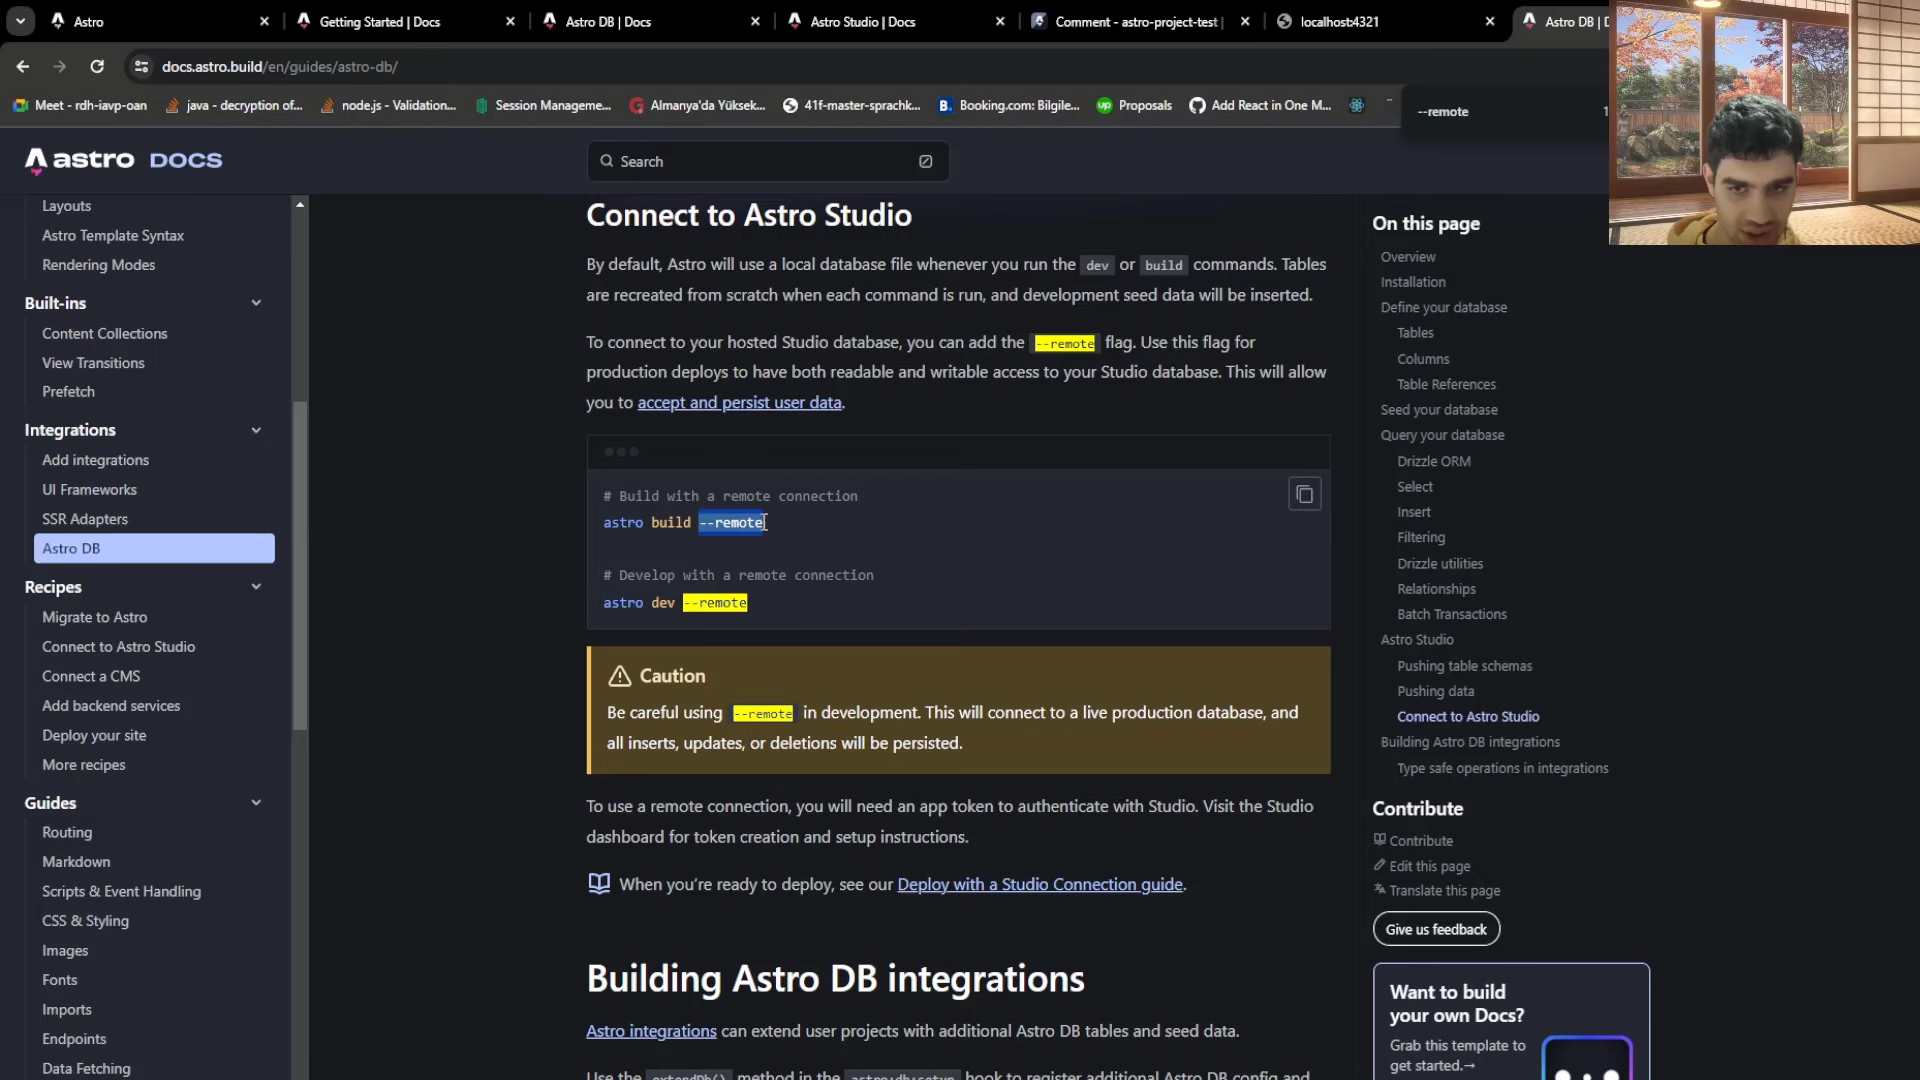 Astro
Getting Started | Docs
Astro DB | Docs
Astro Studio | Docs
Comment - astro-project-test |
localhost:4321
Astro DB |
docs.astro.build/en/guides/astro-db/
Meet - rdh-iavp-oan
java - decryption of...
node.js - Validation...
Session Manageme...
Almanya'da Yüksek...
41f-master-sprachk...
Booking.com: Bilgile...
Proposals
Add React in One M...
--remote
astro DOCS
Search
Layouts
Astro Template Syntax
Rendering Modes
Built-ins
Content Collections
View Transitions
Prefetch
Integrations
Add integrations
UI Frameworks
SSR Adapters
Astro DB
Recipes
Migrate to Astro
Connect to Astro Studio
Connect a CMS
Add backend services
Deploy your site
More recipes
Guides
Routing
Markdown
Scripts & Event Handling
CSS & Styling
Images
Fonts
Imports
Endpoints
Data Fetching
Connect to Astro Studio
By default, Astro will use a local database file whenever you run the dev or build commands. Tables
are recreated from scratch when each command is run, and development seed data will be inserted.
To connect to your hosted Studio database, you can add the --remote flag. Use this flag for
production deploys to have both readable and writable access to your Studio database. This will allow
you to accept and persist user data.
# Build with a remote connection
astro build --remote
# Develop with a remote connection
astro dev --remote
Caution
Be careful using --remote in development. This will connect to a live production database, and
all inserts, updates, or deletions will be persisted.
To use a remote connection, you will need an app token to authenticate with Studio. Visit the Studio
dashboard for token creation and setup instructions.
When you're ready to deploy, see our Deploy with a Studio Connection guide.
Building Astro DB integrations
Astro integrations can extend user projects with additional Astro DB tables and seed data.
Use the extendDb() method in the astro:db:setup hook to register additional Astro DB config and
On this page
Overview
Installation
Define your database
Tables
Columns
Table References
Seed your database
Query your database
Drizzle ORM
Select
Insert
Filtering
Drizzle utilities
Relationships
Batch Transactions
Astro Studio
Pushing table schemas
Pushing data
Connect to Astro Studio
Building Astro DB integrations
Type safe operations in integrations
Contribute
Contribute
Edit this page
Translate this page
Give us feedback
Want to build
your own Docs?
Grab this template to
get started.→